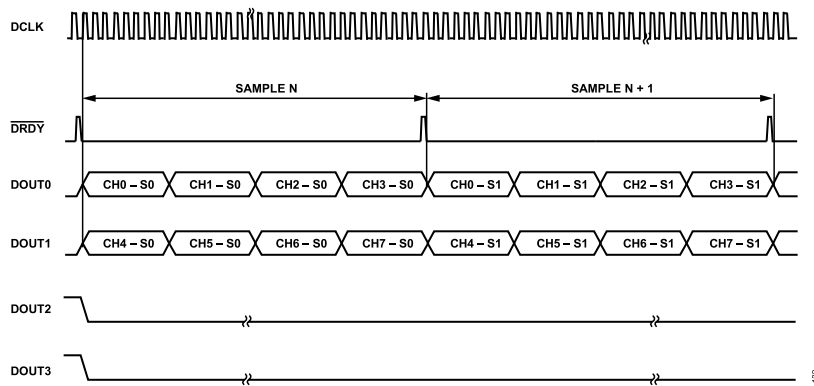 DCLK
SAMPLE N
SAMPLE N + 1
DRDY
DOUT0
CH0 – S0
CH1 – S0
CH2 – S0
CH3 – S0
CH0 – S1
CH1 – S1
CH2 – S1
CH3 – S1
DOUT1
CH4 – S0
CH5 – S0
CH6 – S0
CH7 – S0
CH4 – S1
CH5 – S1
CH6 – S1
CH7 – S1
DOUT2
DOUT3